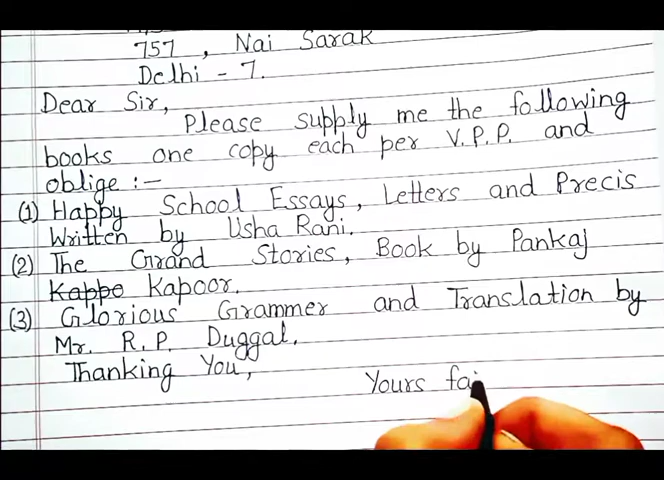 757, Nai Sarak
Delhi - 7.
Dear Sir,
Please supply me the following
books one copy each per V.P.P. and
oblige :-
(1) Happy School Essays, Letters and Precis
Written by Usha Rani.
(2) The Grand Stories, Book by Pankaj
Kappo Kapoor.
(3) Glorious Grammer and Translation by
Mr. R.P. Duggal.
Thanking You,
Yours fai